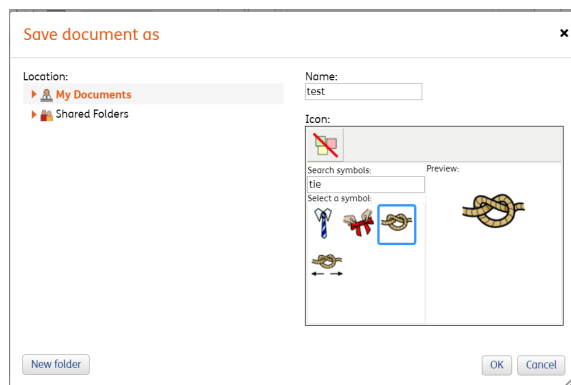 Save document as
Location:
My Documents
Shared Folders
Name:
test
Icon:
Search symbols:
tie
Select a symbol:
Preview:
New folder
OK
Cancel